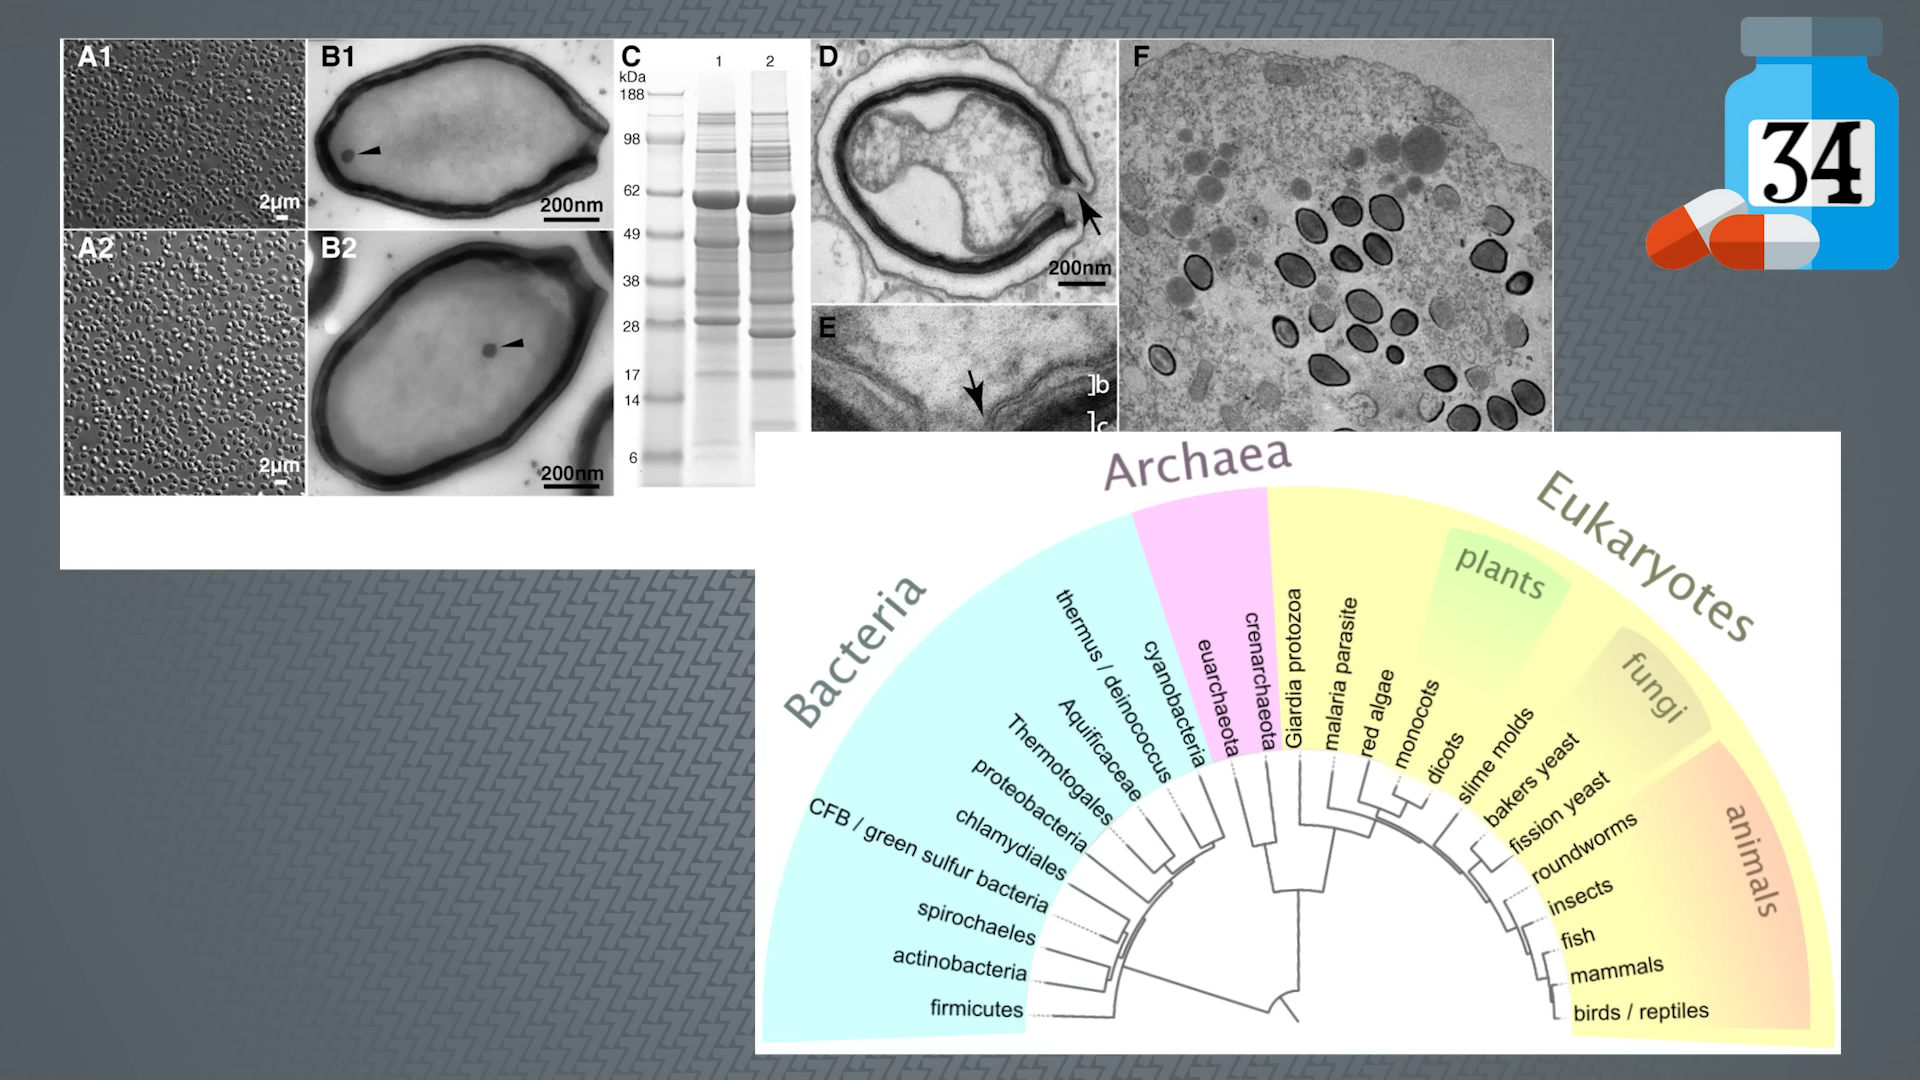 A1
2µm
A2
2µm
B1
200nm
B2
200nm
C
kDa
1
2
188
98
62
49
38
28
17
14
6
D
200nm
E
]b
]c
F
34
Bacteria
Archaea
Eukaryotes
plants
fungi
animals
firmicutes
actinobacteria
spirochaeles
CFB / green sulfur bacteria
chlamydiales
proteobacteria
Thermotogales
Aquificaceae
thermus / deinococcus
cyanobacteria
euarchaeota
crenarchaeota
Giardia protozoa
malaria parasite
red algae
monocots
dicots
slime molds
bakers yeast
fission yeast
roundworms
insects
fish
mammals
birds / reptiles